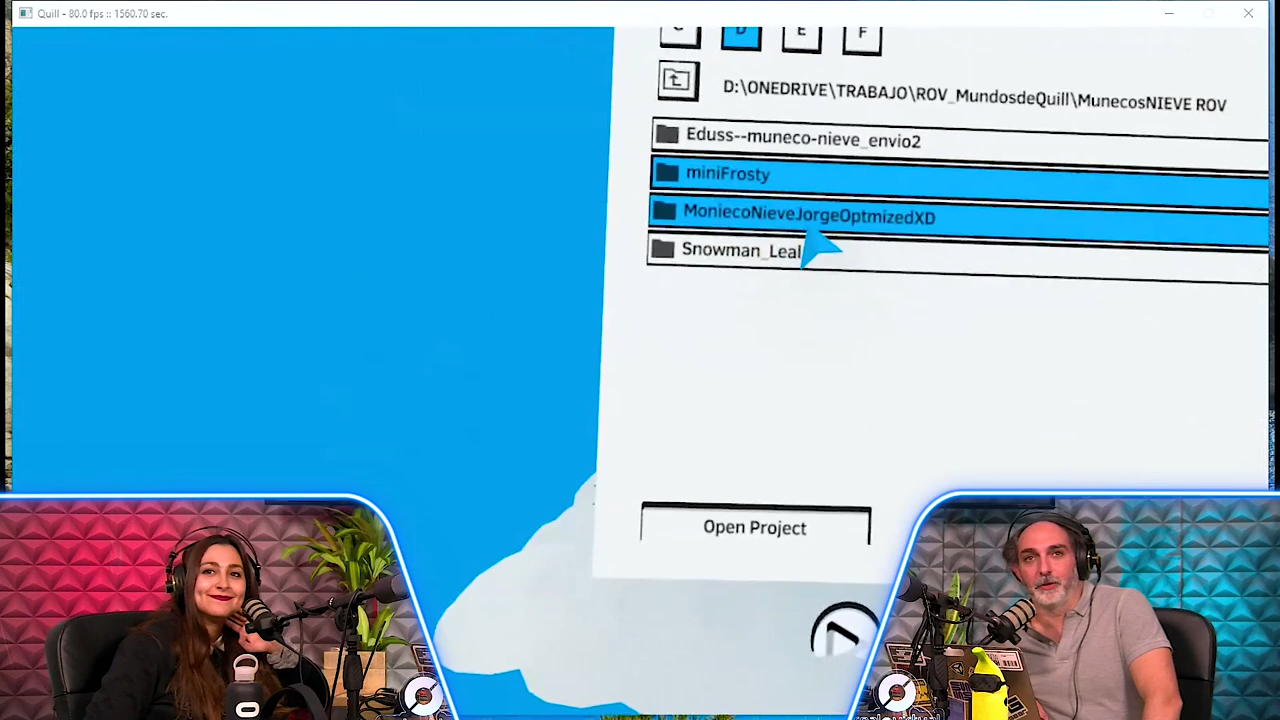 Quill - 80.0 fps :: 1560.70 sec.
D E F
D:\ONEDRIVE\TRABAJO\ROV_MundosdeQuill\MunecosNIEVE ROV
Eduss--muneco-nieve_envio2
miniFrosty
MoniecoNieveJorgeOptmizedXD
Snowman_Leal
Open Project